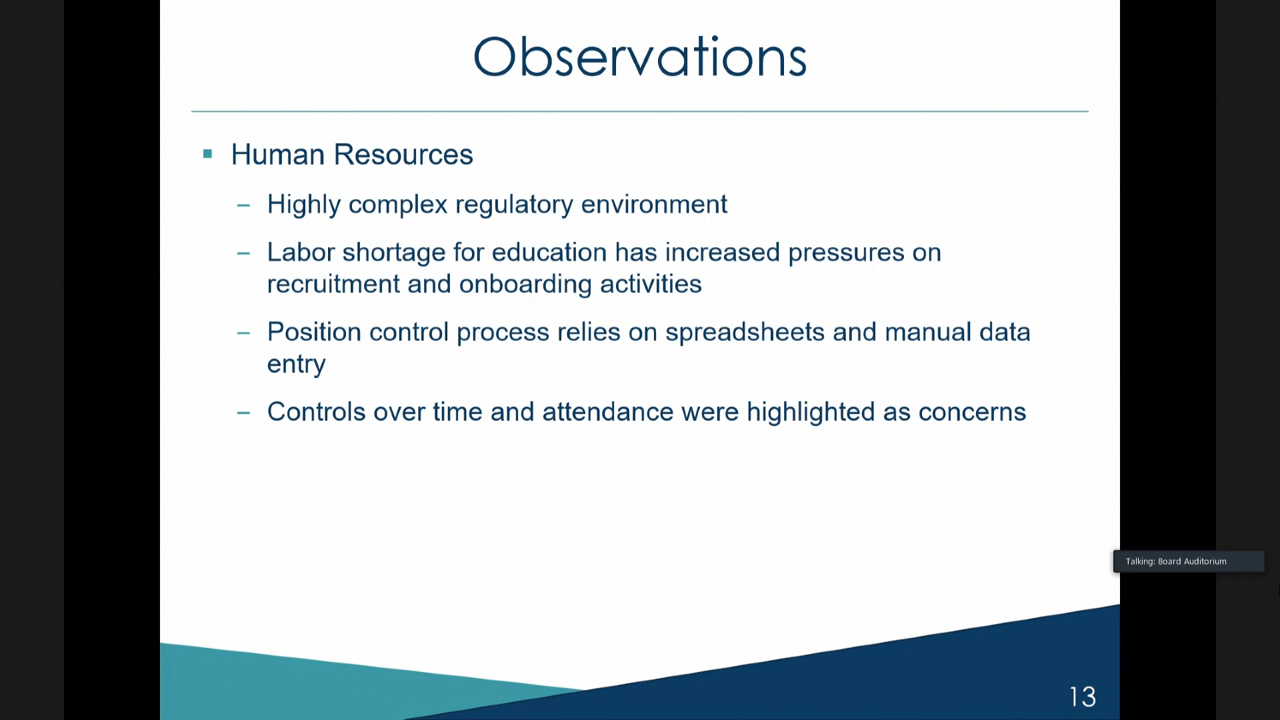 Observations
▪ Human Resources
– Highly complex regulatory environment
– Labor shortage for education has increased pressures on
recruitment and onboarding activities
– Position control process relies on spreadsheets and manual data
entry
– Controls over time and attendance were highlighted as concerns
Talking: Board Auditorium
13